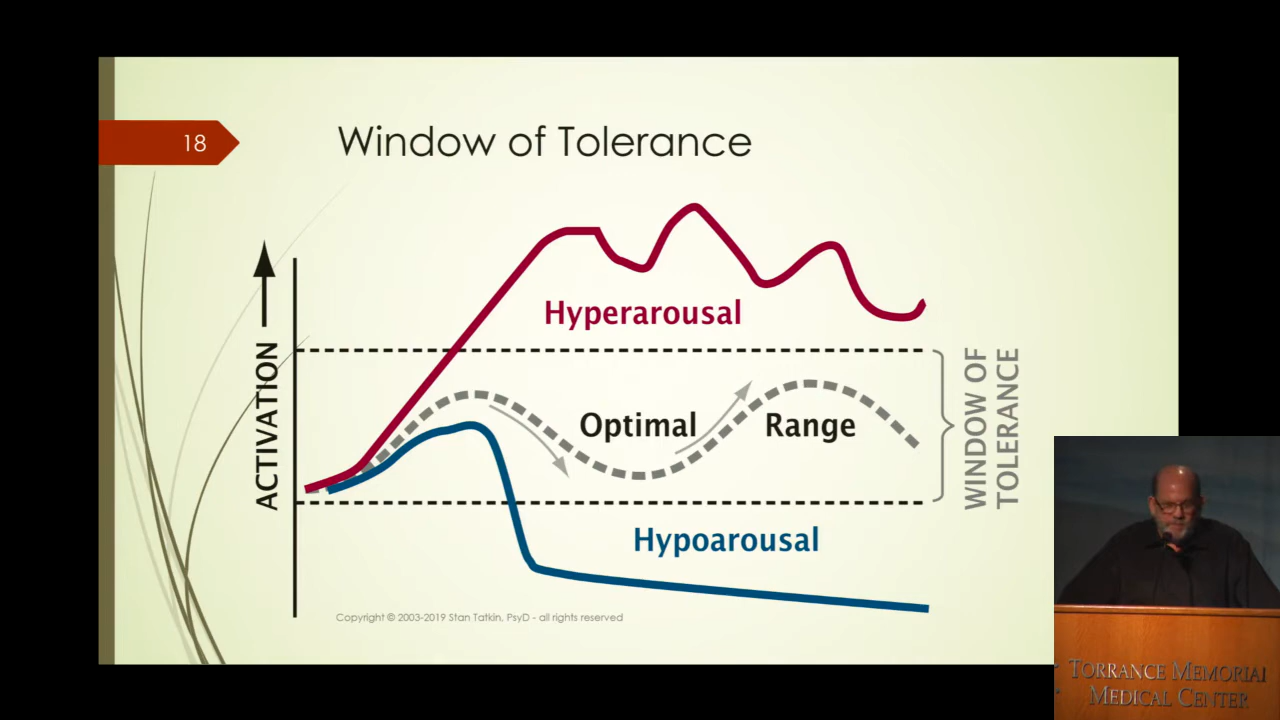 18
Window of Tolerance
ACTIVATION
Hyperarousal
Optimal Range
WINDOW OF
TOLERANCE
Hypoarousal
Copyright © 2003-2019 Stan Tatkin, PsyD - all rights reserved
TORRANCE MEMORIAL
MEDICAL CENTER